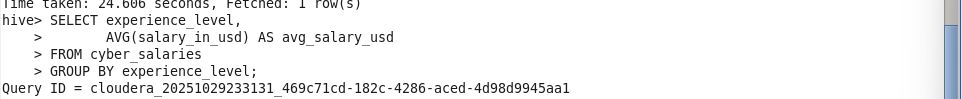 Time taken: 24.606 seconds, Fetched: 1 row(s)
hive> SELECT experience_level,
    >        AVG(salary_in_usd) AS avg_salary_usd
    > FROM cyber_salaries
    > GROUP BY experience_level;
Query ID = cloudera_20251029233131_469c71cd-182c-4286-aced-4d98d9945aa1